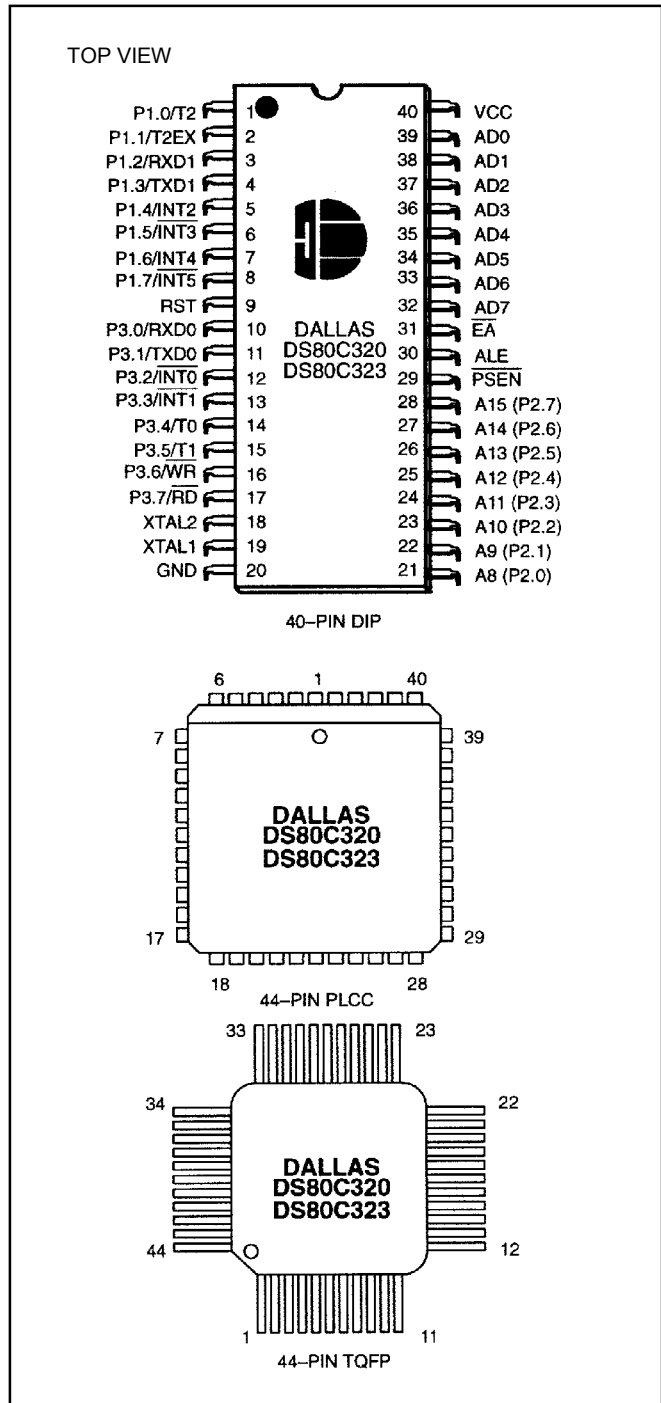 TOP VIEW
P1.0/T2 1 40 VCC
P1.1/T2EX 2 39 AD0
P1.2/RXD1 3 38 AD1
P1.3/TXD1 4 37 AD2
P1.4/INT2 5 36 AD3
P1.5/I̅N̅T̅3̅ 6 35 AD4
P1.6/INT4 7 34 AD5
P1.7/I̅N̅T̅5̅ 8 33 AD6
RST 9 32 AD7
P3.0/RXD0 10 31 E̅A̅
P3.1/TXD0 11 30 ALE
P3.2/I̅N̅T̅0̅ 12 29 P̅S̅E̅N̅
P3.3/I̅N̅T̅1̅ 13 28 A15 (P2.7)
P3.4/T0 14 27 A14 (P2.6)
P3.5/T1 15 26 A13 (P2.5)
P3.6/W̅R̅ 16 25 A12 (P2.4)
P3.7/R̅D̅ 17 24 A11 (P2.3)
XTAL2 18 23 A10 (P2.2)
XTAL1 19 22 A9 (P2.1)
GND 20 21 A8 (P2.0)
DALLAS
DS80C320
DS80C323
40–PIN DIP
6 1 40
7 39
DALLAS
DS80C320
DS80C323
17 29
18 28
44–PIN PLCC
33 23
34 22
DALLAS
DS80C320
DS80C323
44 12
1 11
44–PIN TQFP